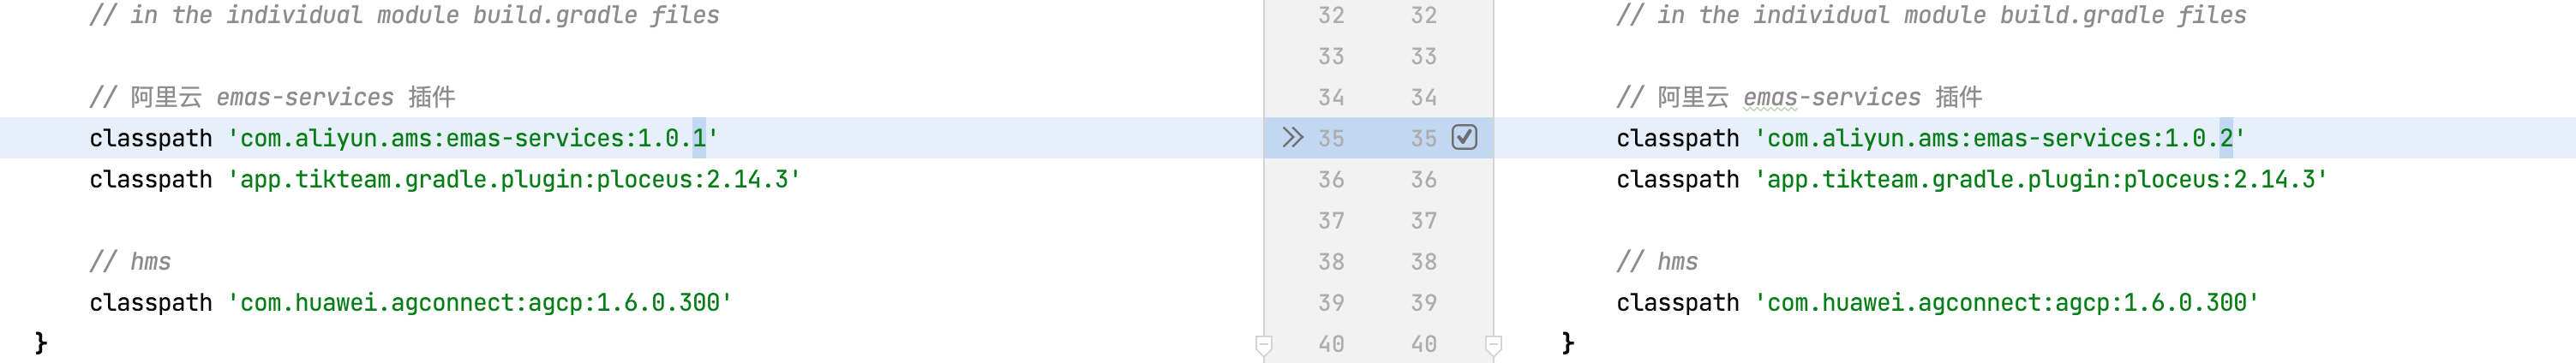 // in the individual module build.gradle files
// 阿里云 emas-services 插件
classpath 'com.aliyun.ams:emas-services:1.0.1'
classpath 'app.tikteam.gradle.plugin:ploceus:2.14.3'
// hms
classpath 'com.huawei.agconnect:agcp:1.6.0.300'
}
32 32
33 33
34 34
35 35
36 36
37 37
38 38
39 39
40 40
// in the individual module build.gradle files
// 阿里云 emas-services 插件
classpath 'com.aliyun.ams:emas-services:1.0.2'
classpath 'app.tikteam.gradle.plugin:ploceus:2.14.3'
// hms
classpath 'com.huawei.agconnect:agcp:1.6.0.300'
}